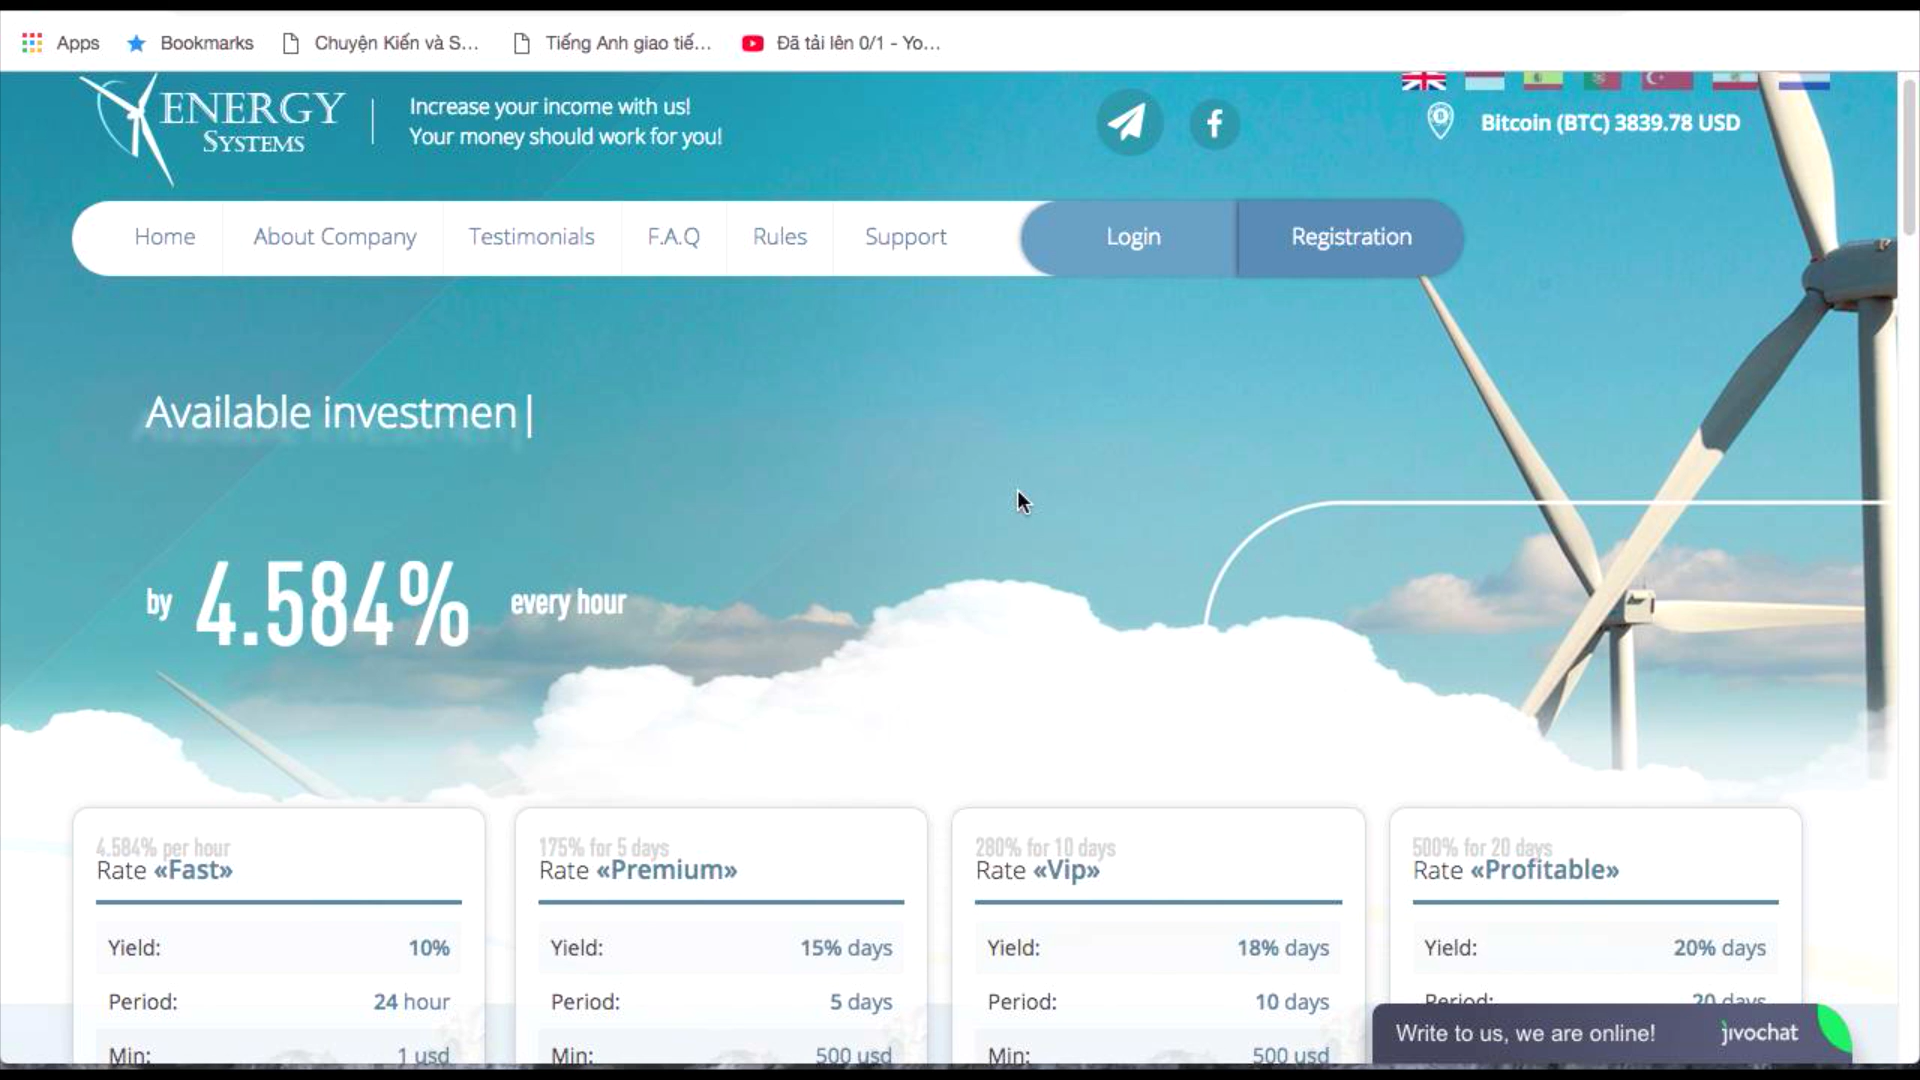 Apps Bookmarks Chuyện Kiến và S... Tiếng Anh giao tiế... Đã tải lên 0/1 - Yo...
ENERGY
SYSTEMS
Increase your income with us!
Your money should work for you!
Bitcoin (BTC) 3839.78 USD
Home About Company Testimonials F.A.Q Rules Support Login Registration
Available investmen|
by 4.584% every hour
4.584% per hour
Rate «Fast»
Yield: 10%
Period: 24 hour
Min: 1 usd
175% for 5 days
Rate «Premium»
Yield: 15% days
Period: 5 days
Min: 500 usd
280% for 10 days
Rate «Vip»
Yield: 18% days
Period: 10 days
Min: 500 usd
500% for 20 days
Rate «Profitable»
Yield: 20% days
Period: 20 days
Write to us, we are online! jivochat